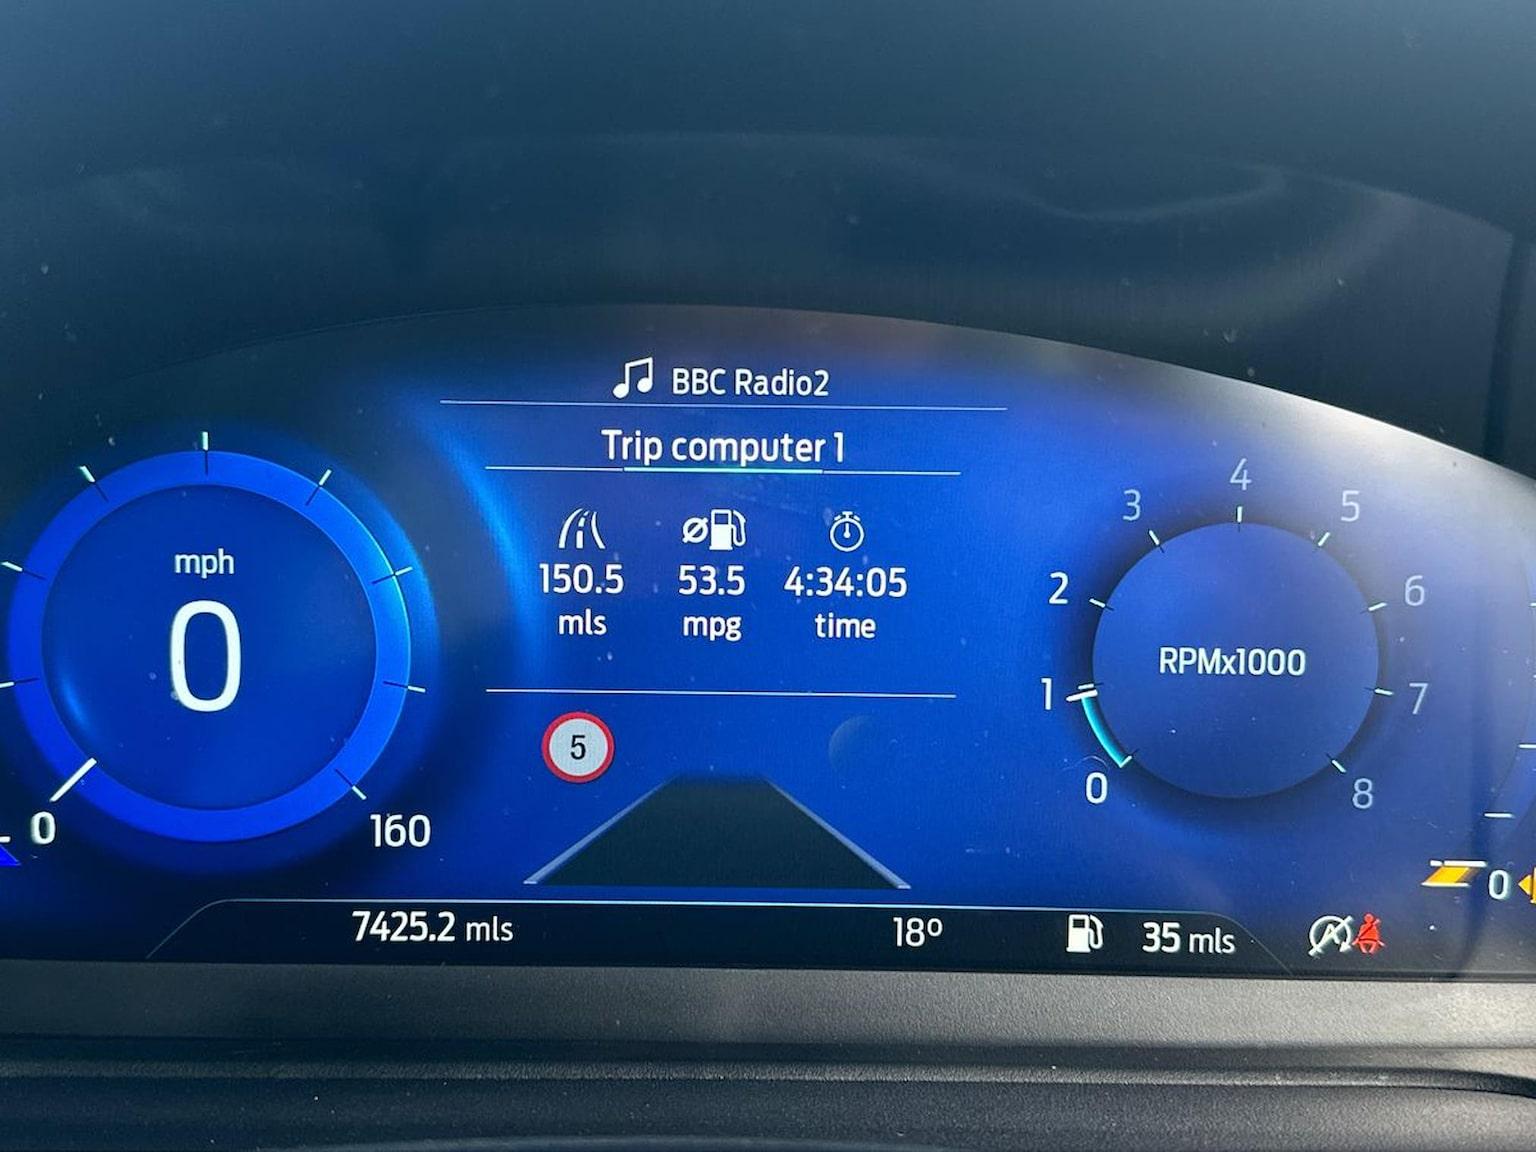 BBC Radio2
Trip computer 1
150.5 53.5 4:34:05
mls mpg time
mph
0
0 160
5
RPMx1000
0 1 2 3 4 5 6 7 8
0
7425.2 mls 18º 35 mls
A